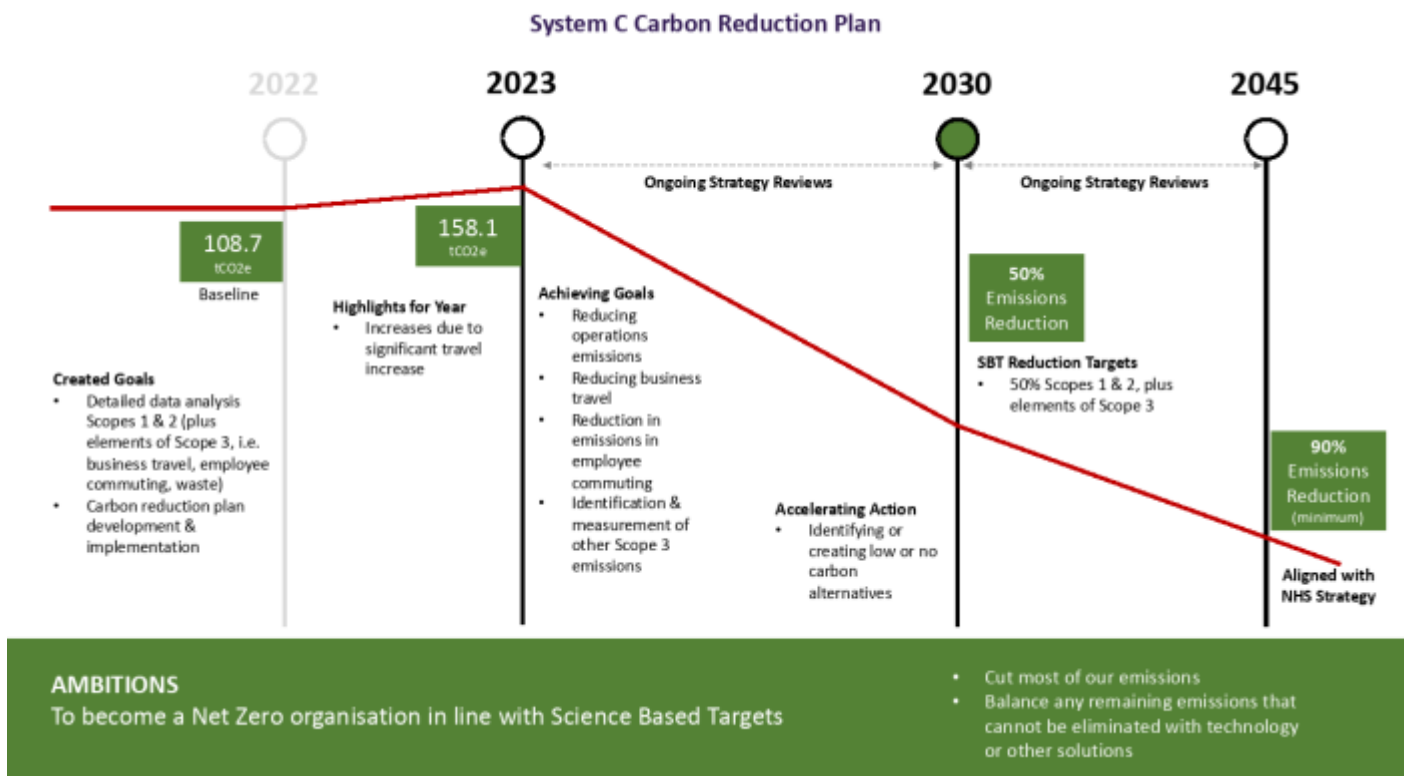 System C Carbon Reduction Plan
2022
2023
2030
2045
Ongoing Strategy Reviews
Ongoing Strategy Reviews
108.7
tCO2e
Baseline
158.1
tCO2e
Created Goals
• Detailed data analysis
Scopes 1 & 2 (plus
elements of Scope 3, i.e.
business travel, employee
commuting, waste)
• Carbon reduction plan
development &
implementation
Highlights for Year
• Increases due to
significant travel
increase
Achieving Goals
• Reducing
operations
emissions
• Reducing business
travel
• Reduction in
emissions in
employee
commuting
• Identification &
measurement of
other Scope 3
emissions
Accelerating Action
• Identifying or
creating low or no
carbon
alternatives
50%
Emissions
Reduction
SBT Reduction Targets
• 50% Scopes 1 & 2, plus
elements of Scope 3
90%
Emissions
Reduction
(minimum)
Aligned with
NHS Strategy
AMBITIONS
To become a Net Zero organisation in line with Science Based Targets
• Cut most of our emissions
• Balance any remaining emissions that
cannot be eliminated with technology
or other solutions